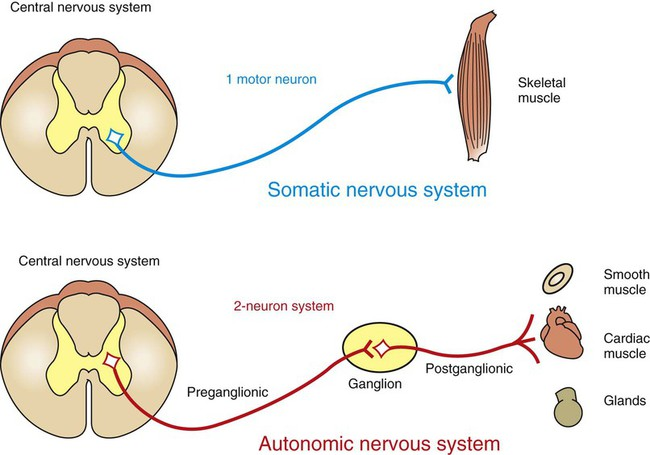 Central nervous system
1 motor neuron
Skeletal
muscle
Somatic nervous system
Central nervous system
2-neuron system
Smooth
muscle
Cardiac
muscle
Preganglionic
Ganglion
Postganglionic
Glands
Autonomic nervous system